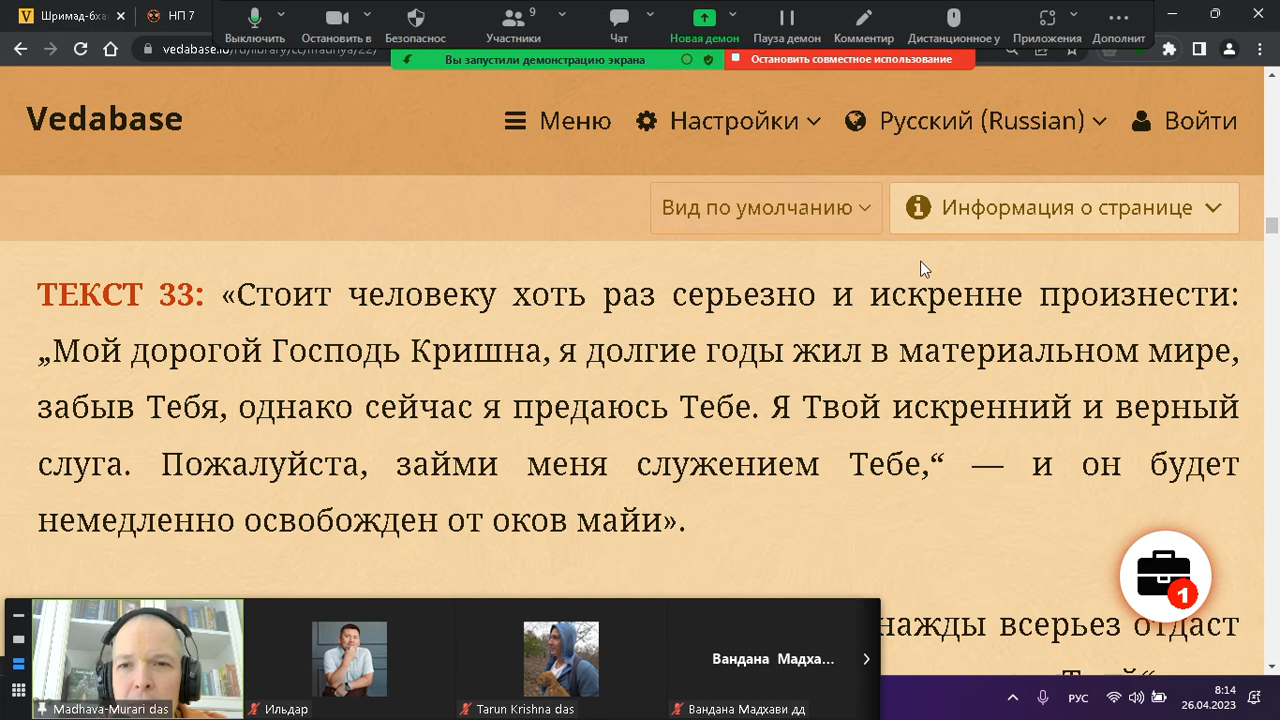 Шримад-бха
НП 7
Выключить
Остановить в
Безопаснос
Участники
9
Чат
Новая демон
Пауза демон
Комментир
Дистанционное у
Приложения
Дополнит
Вы запустили демонстрацию экрана
Остановить совместное использование
Vedabase
Меню
Настройки
Русский (Russian)
Войти
Вид по умолчанию
Информация о странице
ТЕКСТ 33: «Стоит человеку хоть раз серьезно и искренне произнести:
„Мой дорогой Господь Кришна, я долгие годы жил в материальном мире,
забыв Тебя, однако сейчас я предаюсь Тебе. Я Твой искренний и верный
слуга. Пожалуйста, займи меня служением Тебе,“ — и он будет
немедленно освобожден от оков майи».
1
нажды всерьез отдаст
Madhava-Murari das
Ильдар
Tarun Krishna das
Вандана Мадха...
Вандана Мадхави дд
РУС
8:14
26.04.2023